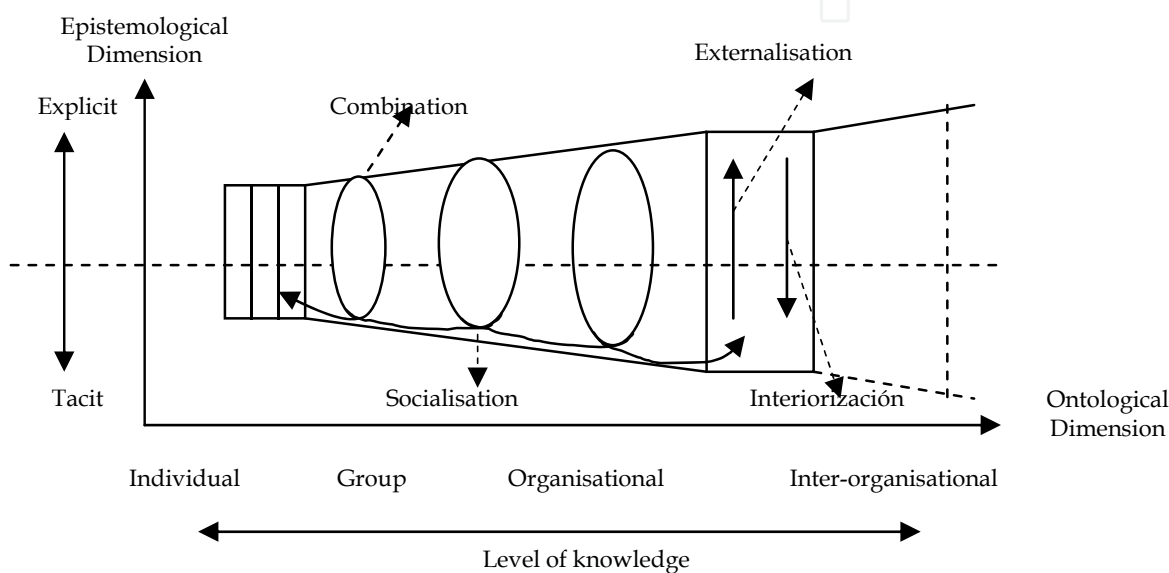 Epistemological
Dimension
Externalisation
Explicit
Combination
Tacit
Socialisation
Interiorización
Ontological
Dimension
Individual
Group
Organisational
Inter-organisational
Level of knowledge